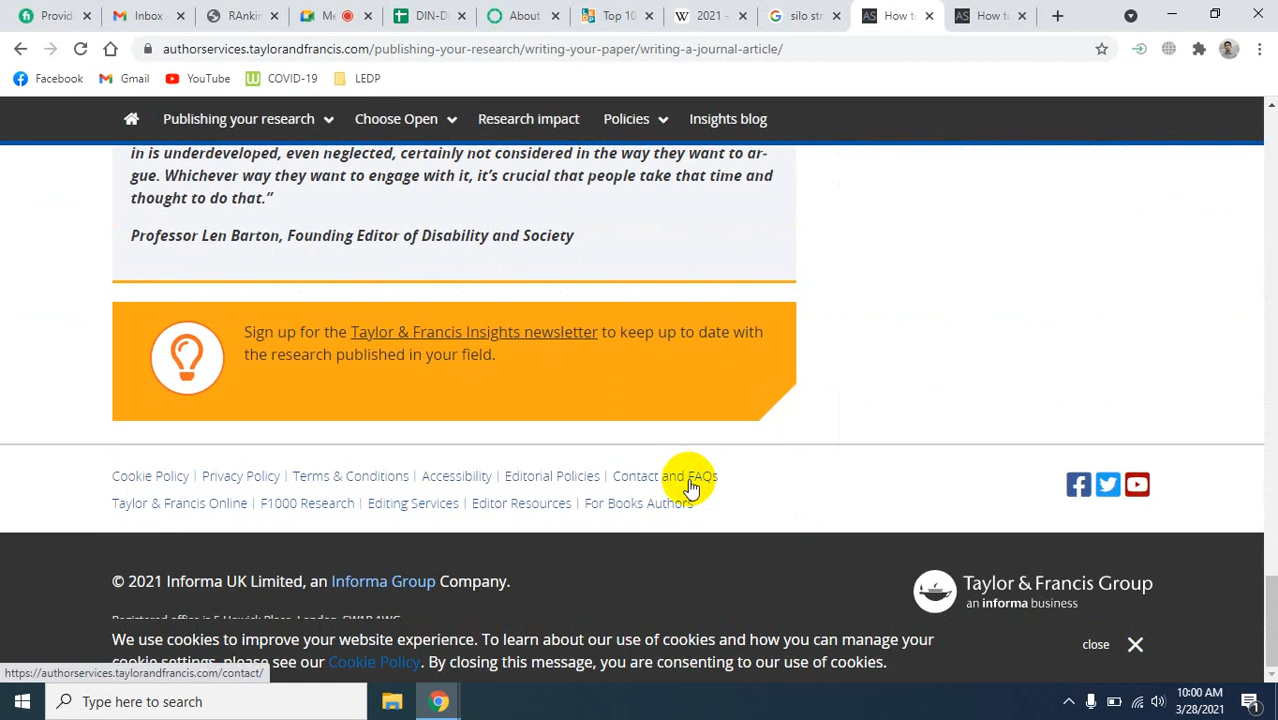 Provid
Inbox
RAnkin
Me
DIN-D
About
Top 10
2021 -
silo str
AS How to
AS How to
authorservices.taylorandfrancis.com/publishing-your-research/writing-your-paper/writing-a-journal-article/
Facebook Gmail YouTube COVID-19 LEDP
Publishing your research Choose Open Research impact Policies Insights blog
in is underdeveloped, even neglected, certainly not considered in the way they want to ar-
gue. Whichever way they want to engage with it, it's crucial that people take that time and
thought to do that."
Professor Len Barton, Founding Editor of Disability and Society
Sign up for the Taylor & Francis Insights newsletter to keep up to date with
the research published in your field.
Cookie Policy | Privacy Policy | Terms & Conditions | Accessibility | Editorial Policies | Contact and FAQs
Taylor & Francis Online | F1000 Research | Editing Services | Editor Resources | For Books Authors
© 2021 Informa UK Limited, an Informa Group Company.
Taylor & Francis Group
an informa business
We use cookies to improve your website experience. To learn about our use of cookies and how you can manage your
cookie settings, please see our Cookie Policy. By closing this message, you are consenting to our use of cookies.
close
https://authorservices.taylorandfrancis.com/contact/
Type here to search
10:00 AM
3/28/2021